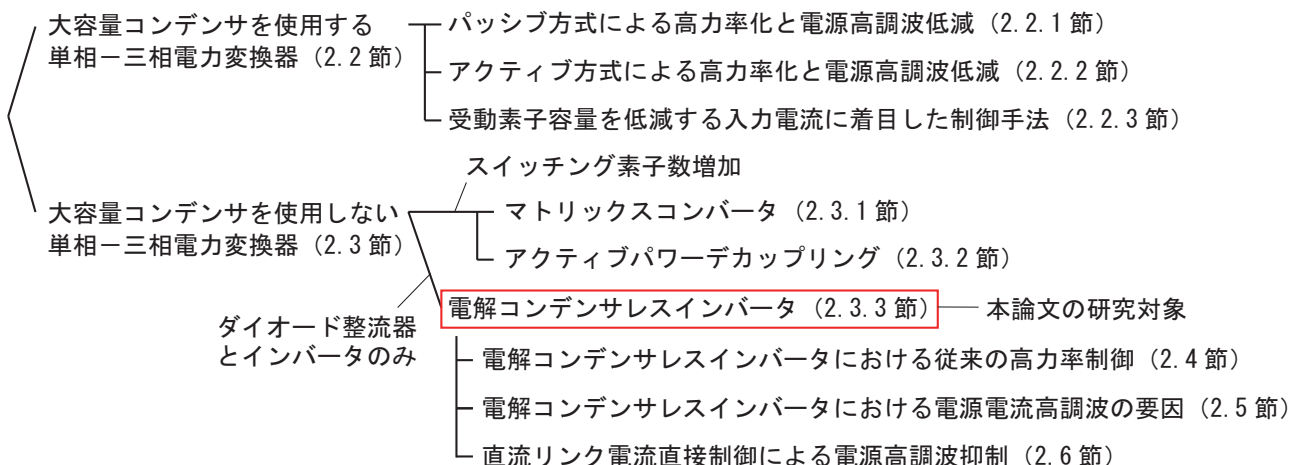 大容量コンデンサを使用する
単相－三相電力変換器（2.2節）
パッシブ方式による高力率化と電源高調波低減（2.2.1節）
アクティブ方式による高力率化と電源高調波低減（2.2.2節）
受動素子容量を低減する入力電流に着目した制御手法（2.2.3節）
スイッチング素子数増加
大容量コンデンサを使用しない
単相－三相電力変換器（2.3節）
マトリックスコンバータ（2.3.1節）
アクティブパワーデカップリング（2.3.2節）
電解コンデンサレスインバータ（2.3.3節）
本論文の研究対象
ダイオード整流器
とインバータのみ
電解コンデンサレスインバータにおける従来の高力率制御（2.4節）
電解コンデンサレスインバータにおける電源電流高調波の要因（2.5節）
直流リンク電流直接制御による電源高調波抑制（2.6節）